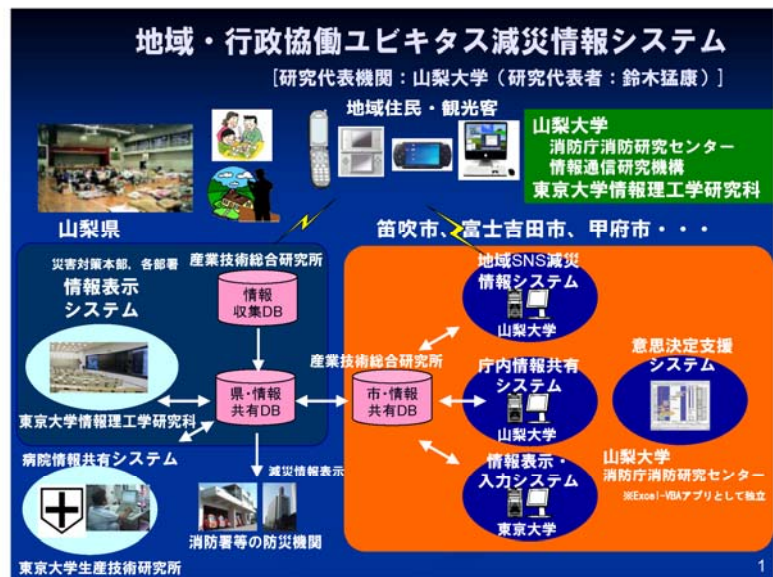 地域・行政協働ユビキタス減災情報システム
[研究代表機関：山梨大学（研究代表者：鈴木猛康）]
地域住民・観光客
山梨大学
消防庁消防研究センター
情報通信研究機構
東京大学情報理工学研究科
山梨県
笛吹市、富士吉田市、甲府市・・・
災害対策本部、各部署
情報表示
システム
東京大学情報理工学研究科
産業技術総合研究所
情報
収集DB
県・情報
共有DB
産業技術総合研究所
市・情報
共有DB
地域SNS減災
情報システム
山梨大学
庁内情報共有
システム
山梨大学
情報表示・
入力システム
東京大学
意思決定支援
システム
山梨大学
消防庁消防研究センター
※Excel-VBAアプリとして独立
病院情報共有システム
東京大学生産技術研究所
減災情報表示
消防署等の防災機関
1